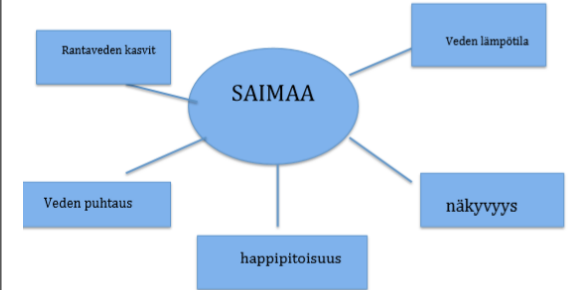 Veden lämpötila
Rantaveden kasvit
SAIMAA
Veden puhtaus
näkyvyys
happipitoisuus